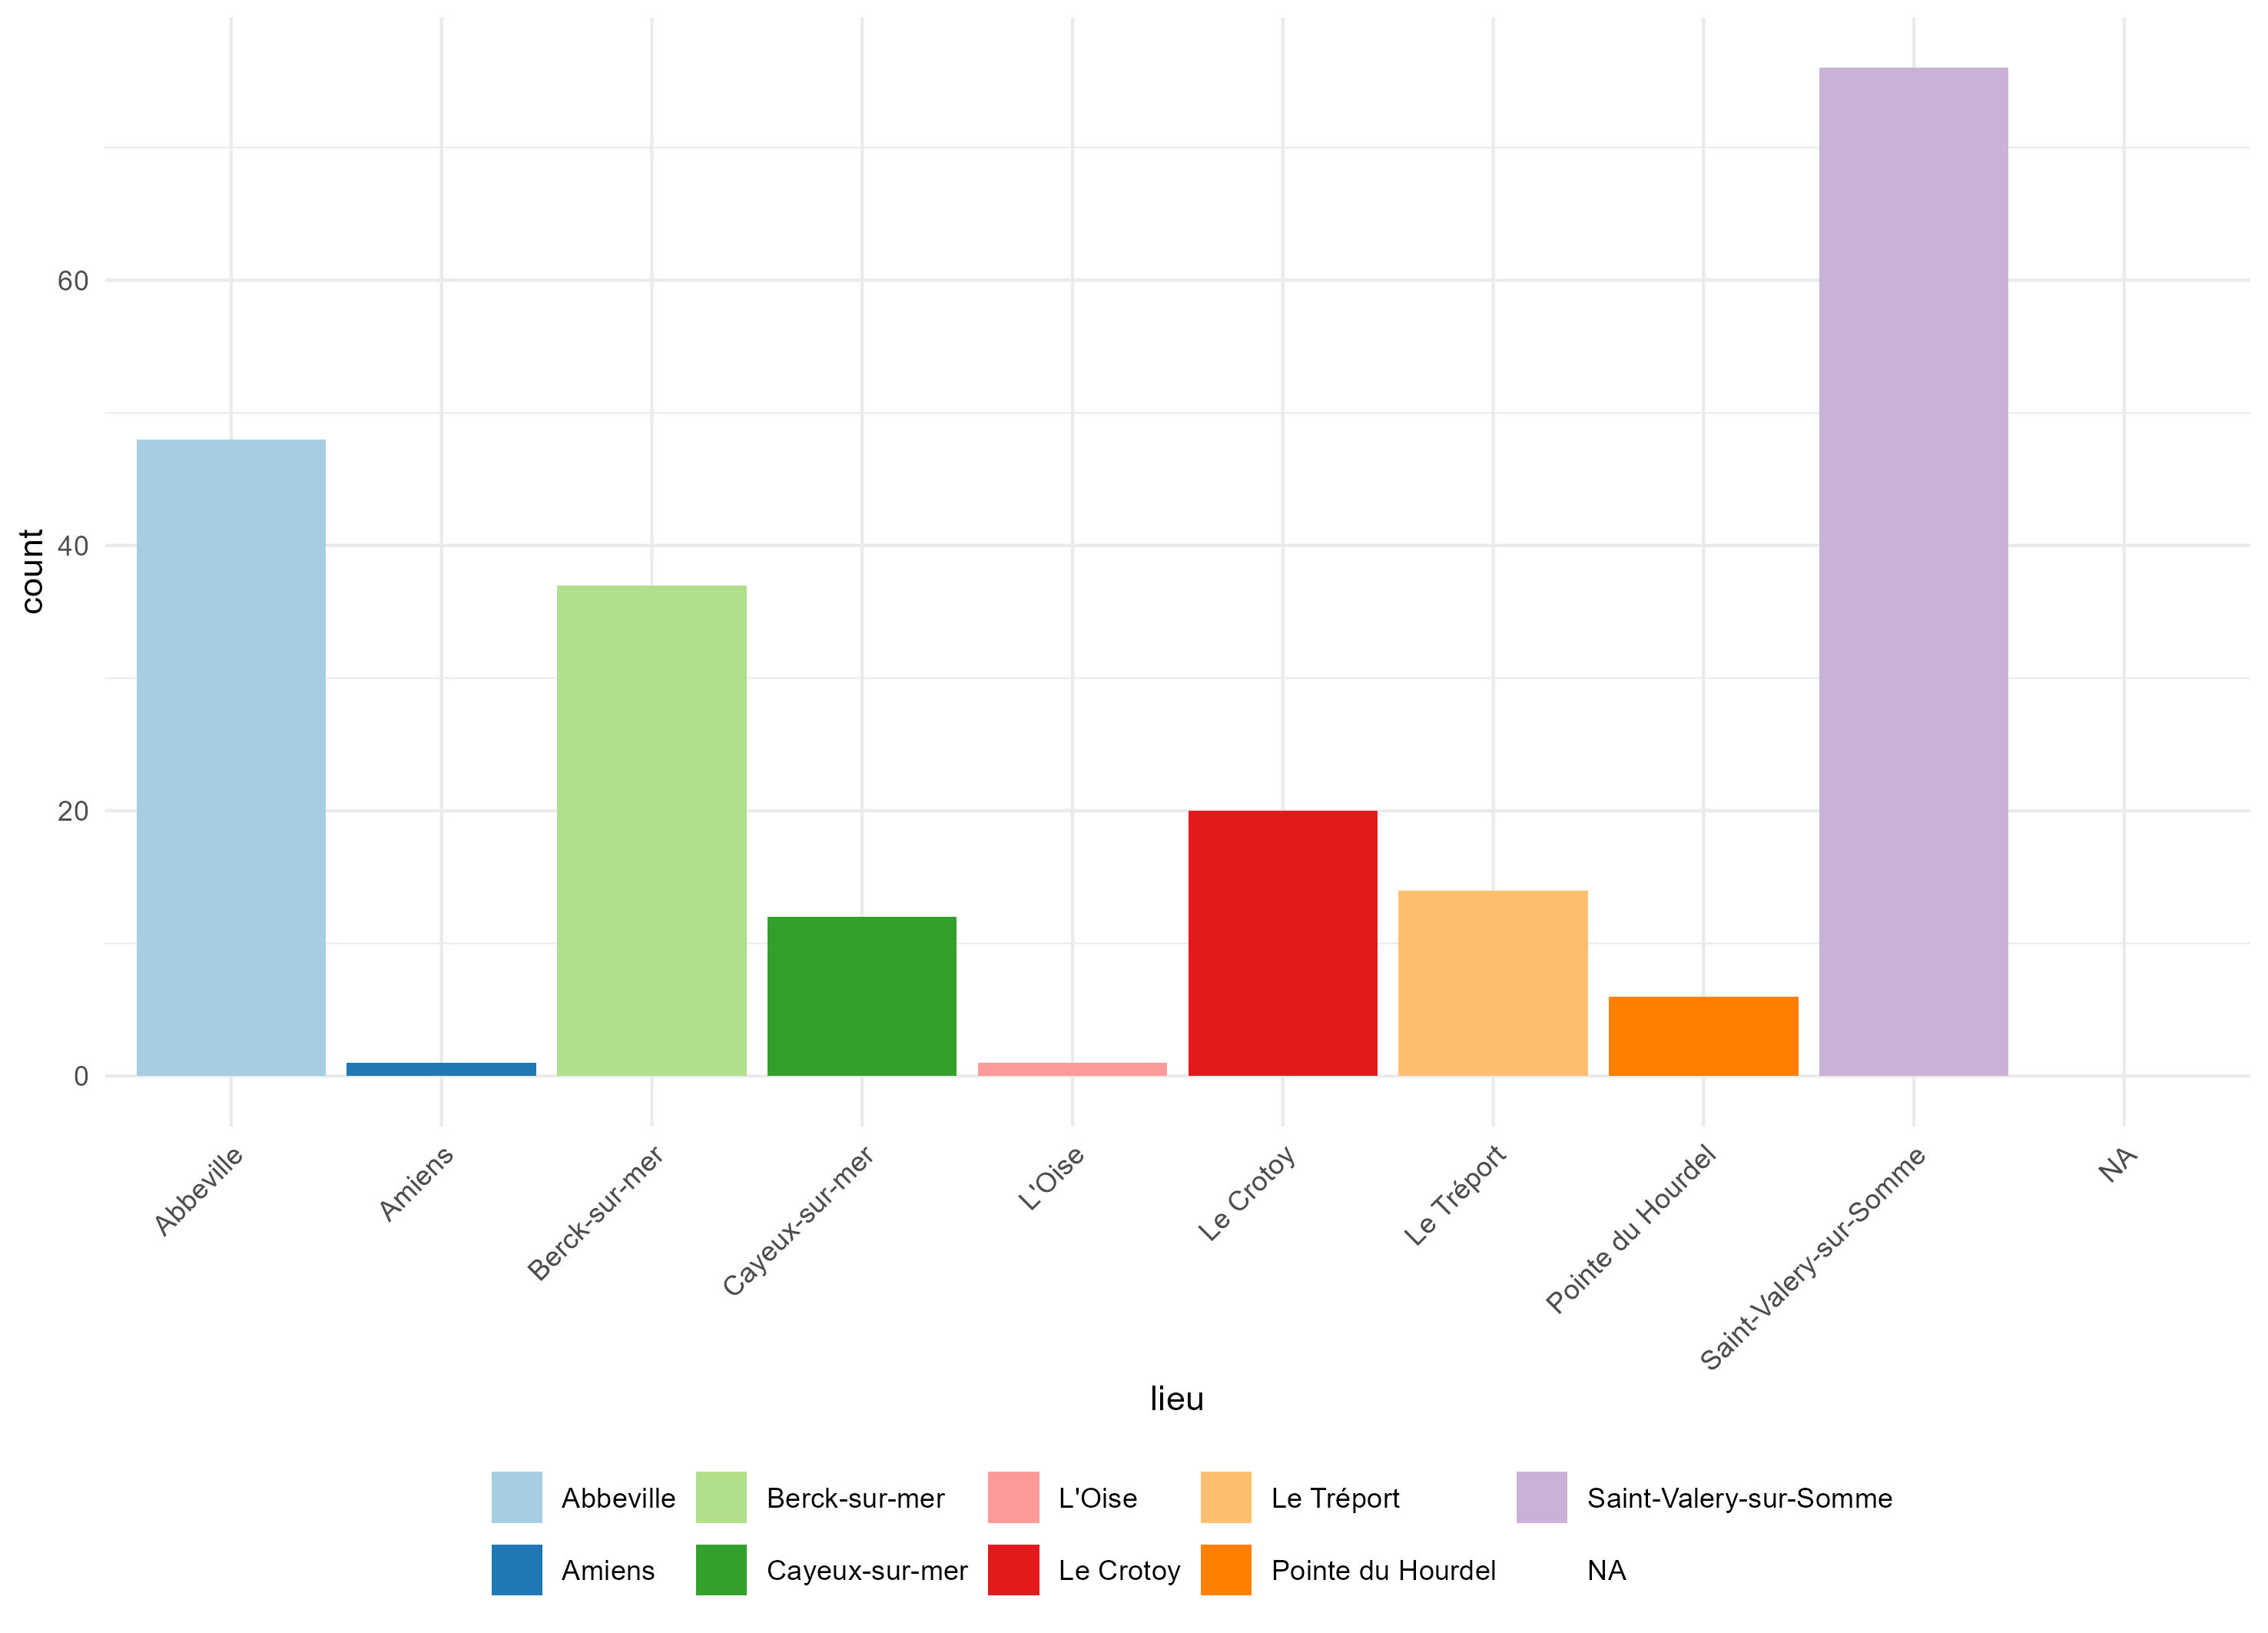 count
60
40
20
0
Abbeville
Amiens
Berck-sur-mer
Cayeux-sur-mer
L'Oise
Le Crotoy
Le Tréport
Pointe du Hourdel
Saint-Valery-sur-Somme
NA
lieu
Abbeville
Berck-sur-mer
L'Oise
Le Tréport
Saint-Valery-sur-Somme
Amiens
Cayeux-sur-mer
Le Crotoy
Pointe du Hourdel
NA